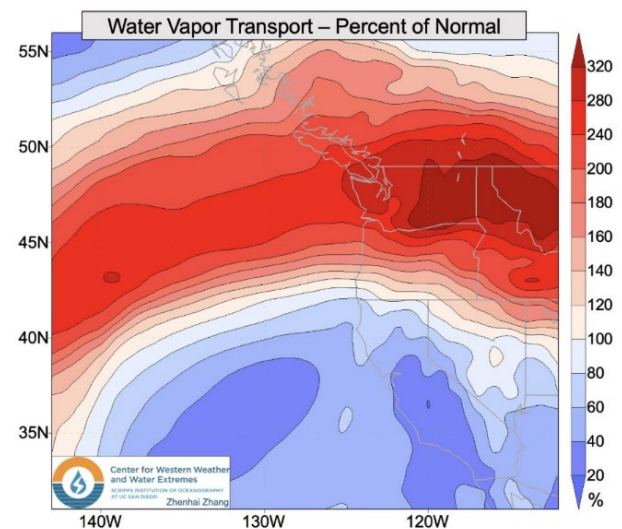 Water Vapor Transport – Percent of Normal
55N
50N
45N
40N
35N
140W
130W
120W
320
280
240
200
180
160
140
120
100
80
60
40
20
%
Center for Western Weather
and Water Extremes
SCRIPPS INSTITUTION OF OCEANOGRAPHY
AT UC SAN DIEGO
Zhenhai Zhang